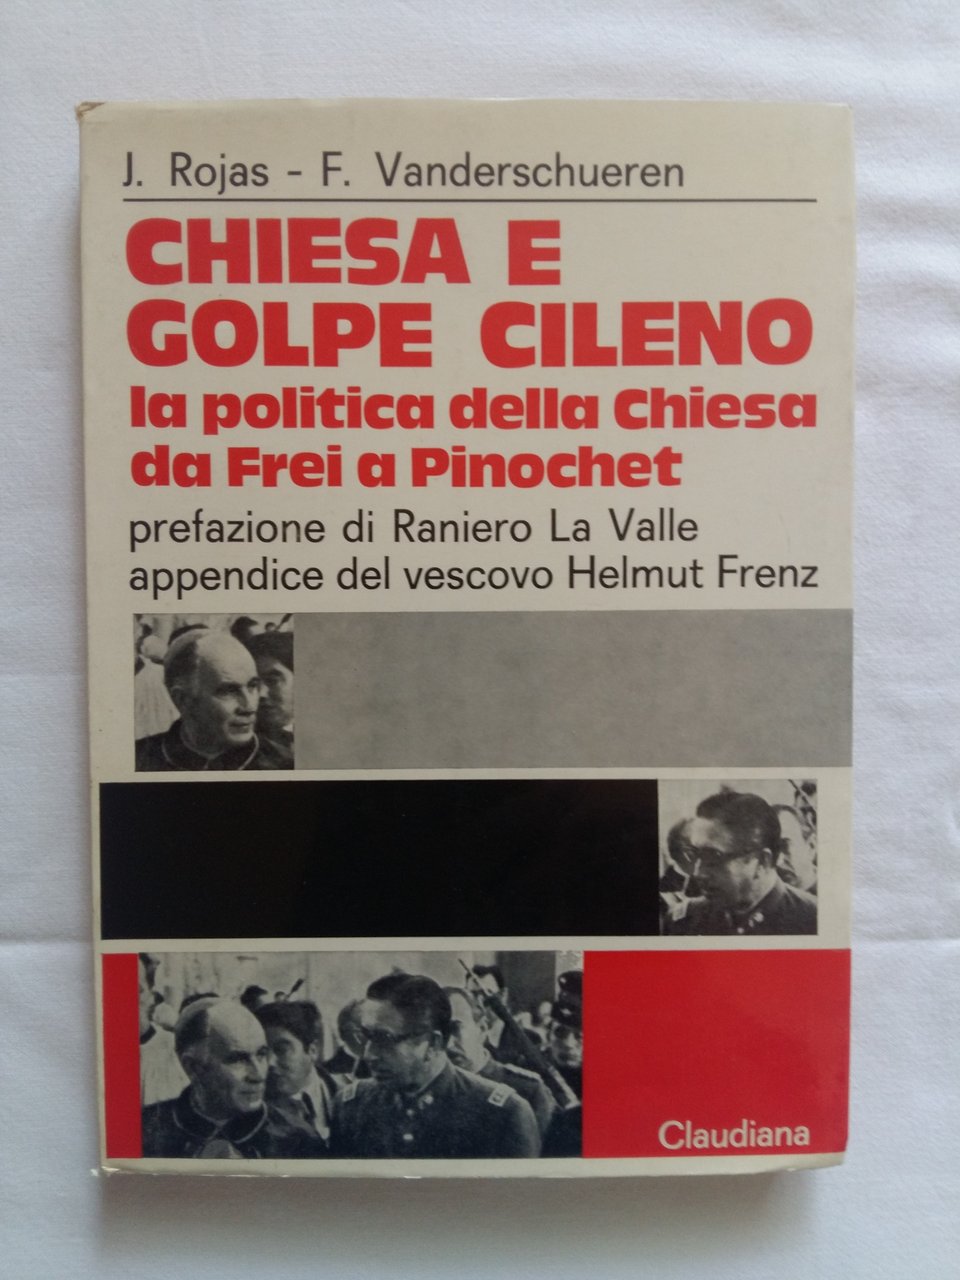 J. Rojas - F. Vanderschueren
CHIESA E
GOLPE CILENO
la politica della Chiesa
da Frei a Pinochet
prefazione di Raniero La Valle
appendice del vescovo Helmut Frenz
Claudiana